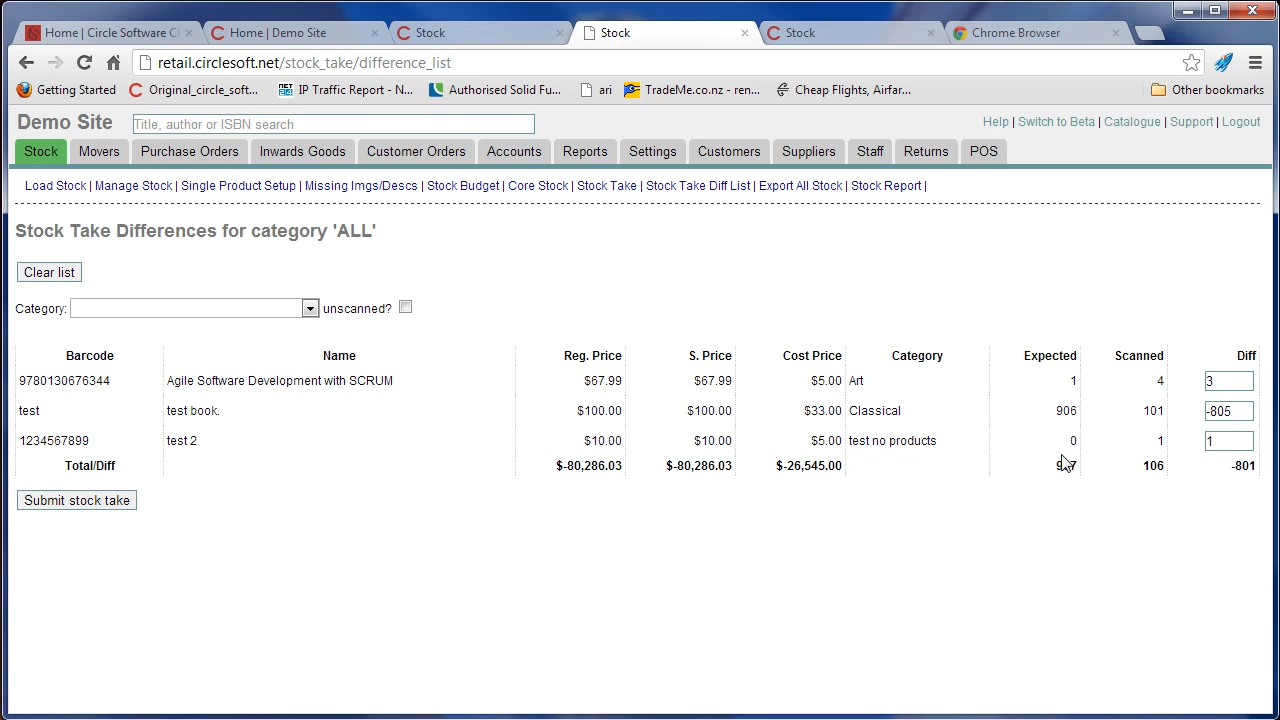 Home | Circle Software Cl
Home | Demo Site
Stock
Stock
Stock
Chrome Browser
retail.circlesoft.net/stock_take/difference_list
Getting Started
Original_circle_soft...
IP Traffic Report - N...
Authorised Solid Fu...
ari
TradeMe.co.nz - ren...
Cheap Flights, Airfar...
Other bookmarks
Demo Site
Title, author or ISBN search
Help | Switch to Beta | Catalogue | Support | Logout
Stock
Movers
Purchase Orders
Inwards Goods
Customer Orders
Accounts
Reports
Settings
Customers
Suppliers
Staff
Returns
POS
Load Stock | Manage Stock | Single Product Setup | Missing Imgs/Descs | Stock Budget | Core Stock | Stock Take | Stock Take Diff List | Export All Stock | Stock Report |
Stock Take Differences for category 'ALL'
Clear list
Category: unscanned?
Barcode Name Reg. Price S. Price Cost Price Category Expected Scanned Diff
9780130676344 Agile Software Development with SCRUM $67.99 $67.99 $5.00 Art 1 4 3
test test book. $100.00 $100.00 $33.00 Classical 906 101 -805
1234567899 test 2 $10.00 $10.00 $5.00 test no products 0 1 1
Total/Diff $-80,286.03 $-80,286.03 $-26,545.00 106 -801
Submit stock take